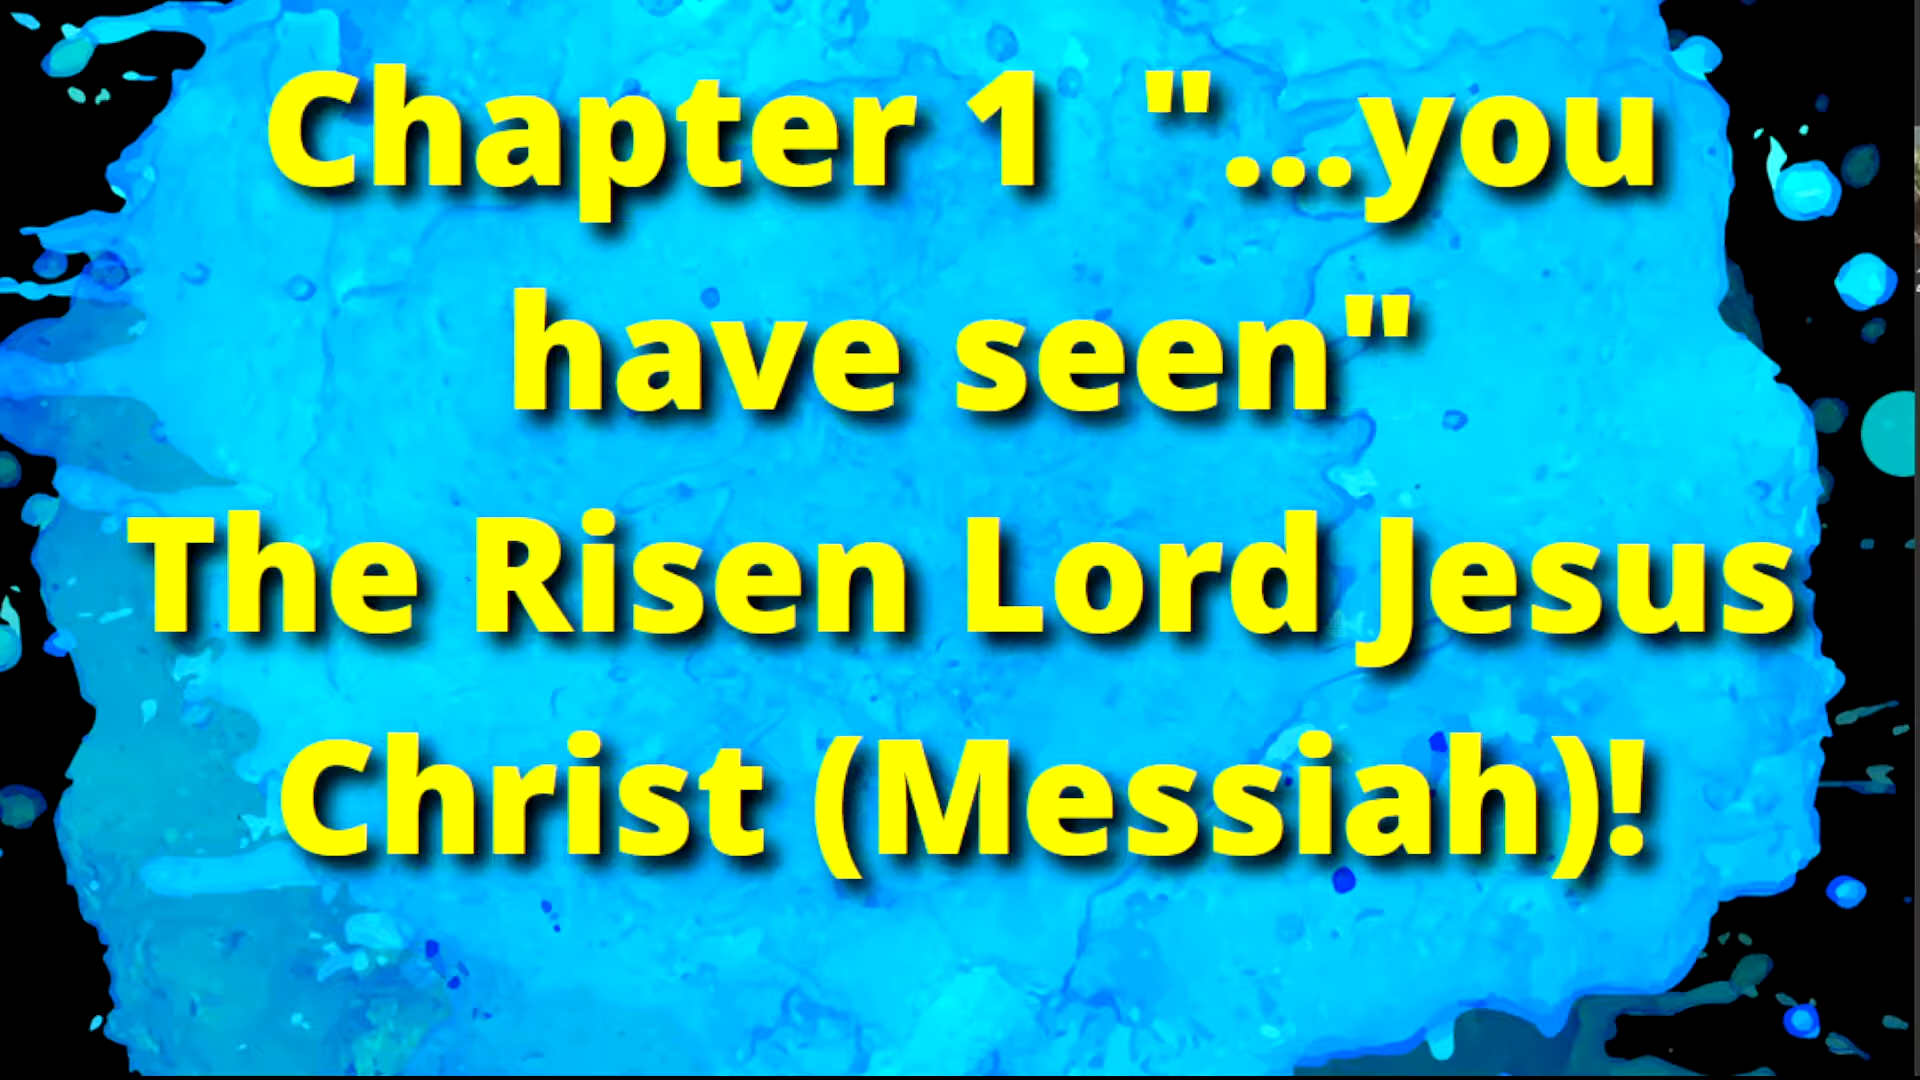 Chapter 1 "...you
have seen"
The Risen Lord Jesus
Christ (Messiah)!